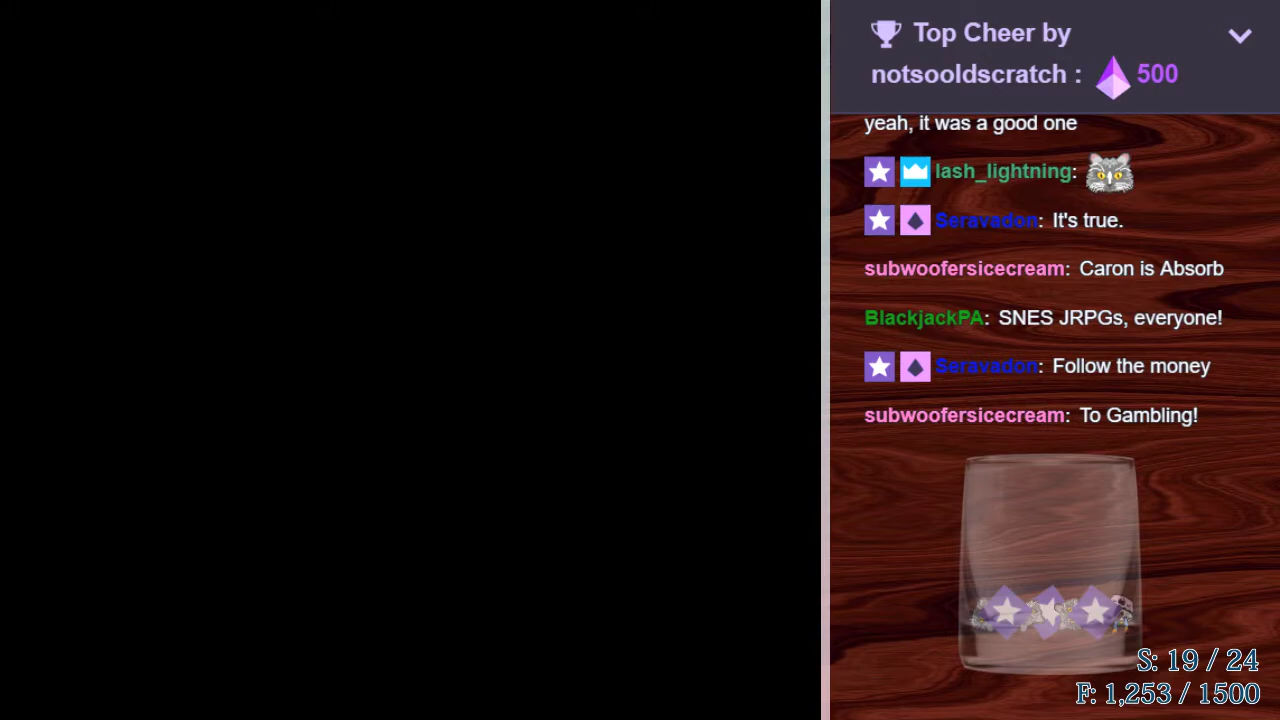 Top Cheer by
notsooldscratch : 500
yeah, it was a good one
lash_lightning:
Seravadon: It's true.
subwoofersicecream: Caron is Absorb
BlackjackPA: SNES JRPGs, everyone!
Seravadon: Follow the money
subwoofersicecream: To Gambling!
S: 19 / 24
F: 1,253 / 1500